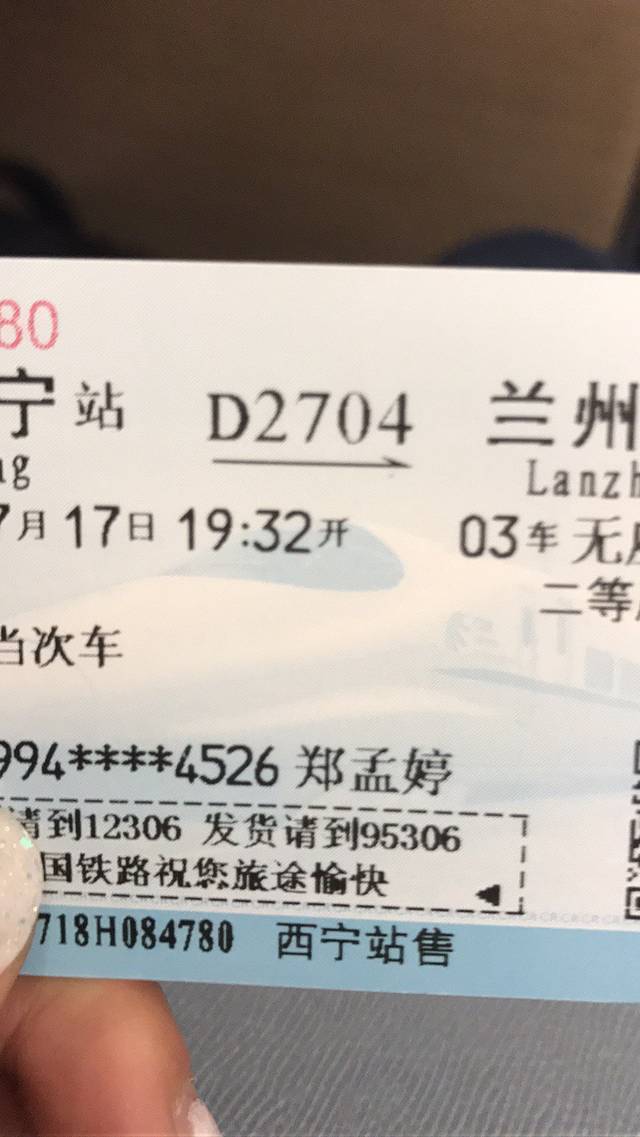 80
宁站 D2704 兰州
ng Lanzh
7月17日 19:32开 03车 无
二等
当次车
994****4526 郑孟婷
请到12306 发货请到95306
国铁路祝您旅途愉快
718H084780 西宁站售